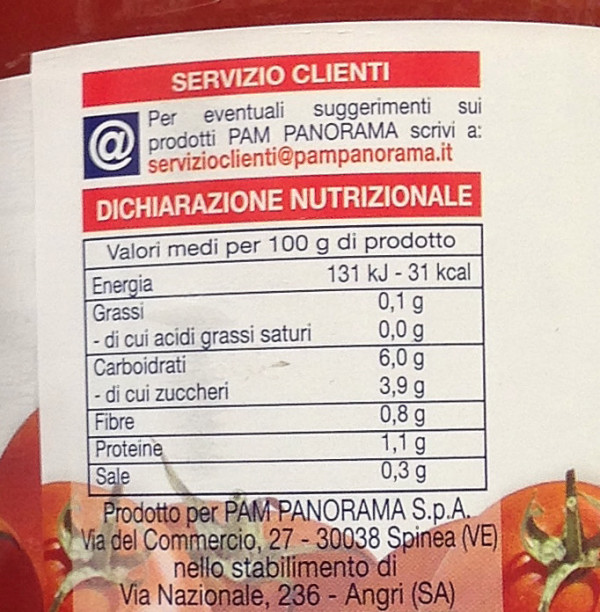 SERVIZIO CLIENTI
@
Per eventuali suggerimenti sui
prodotti PAM PANORAMA scrivi a:
servizioclienti@pampanorama.it
DICHIARAZIONE NUTRIZIONALE
Valori medi per 100 g di prodotto
Energia 131 kJ - 31 kcal
Grassi 0,1 g
- di cui acidi grassi saturi 0,0 g
Carboidrati 6,0 g
- di cui zuccheri 3,9 g
Fibre 0,8 g
Proteine 1,1 g
Sale 0,3 g
Prodotto per PAM PANORAMA S.p.A.
Via del Commercio, 27 - 30038 Spinea (VE)
nello stabilimento di
Via Nazionale, 236 - Angri (SA)